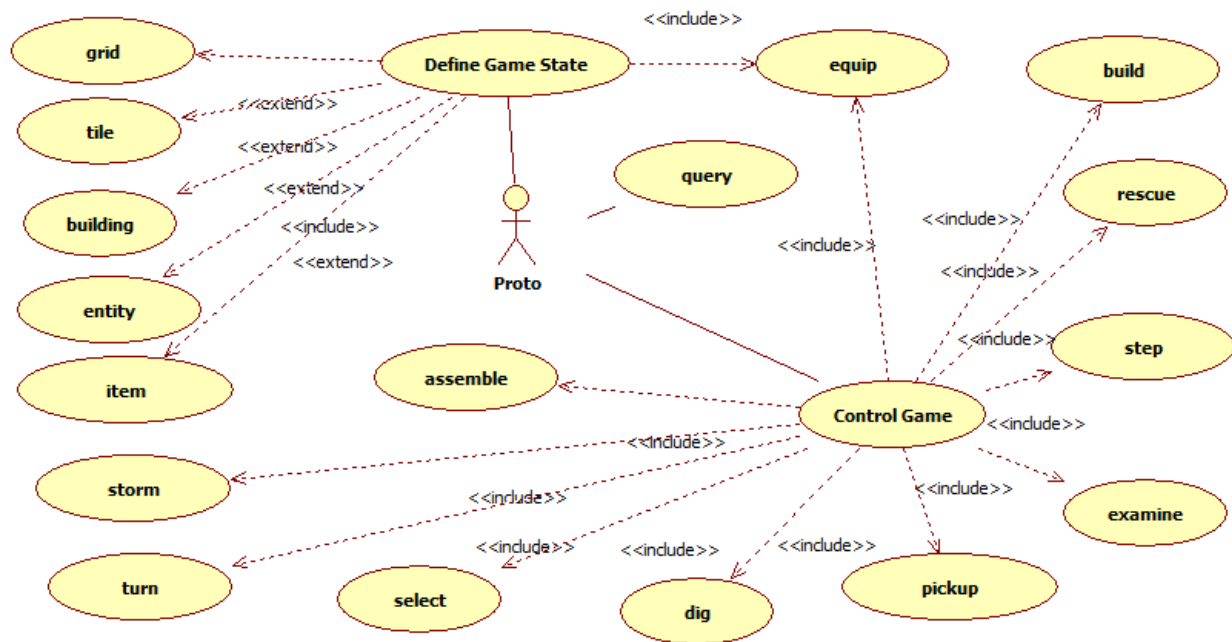 <<include>>
grid
Define Game State
equip
build
<<extend>>
tile
<<extend>>
query
<<extend>>
rescue
building
<<include>>
<<include>>
<<include>>
<<extend>>
<<include>>
Proto
entity
<<include>>
step
assemble
item
Control Game
<<include>>
<<include>>
storm
<<include>>
<<include>>
examine
<<include>>
<<include>>
<<include>>
turn
pickup
select
dig